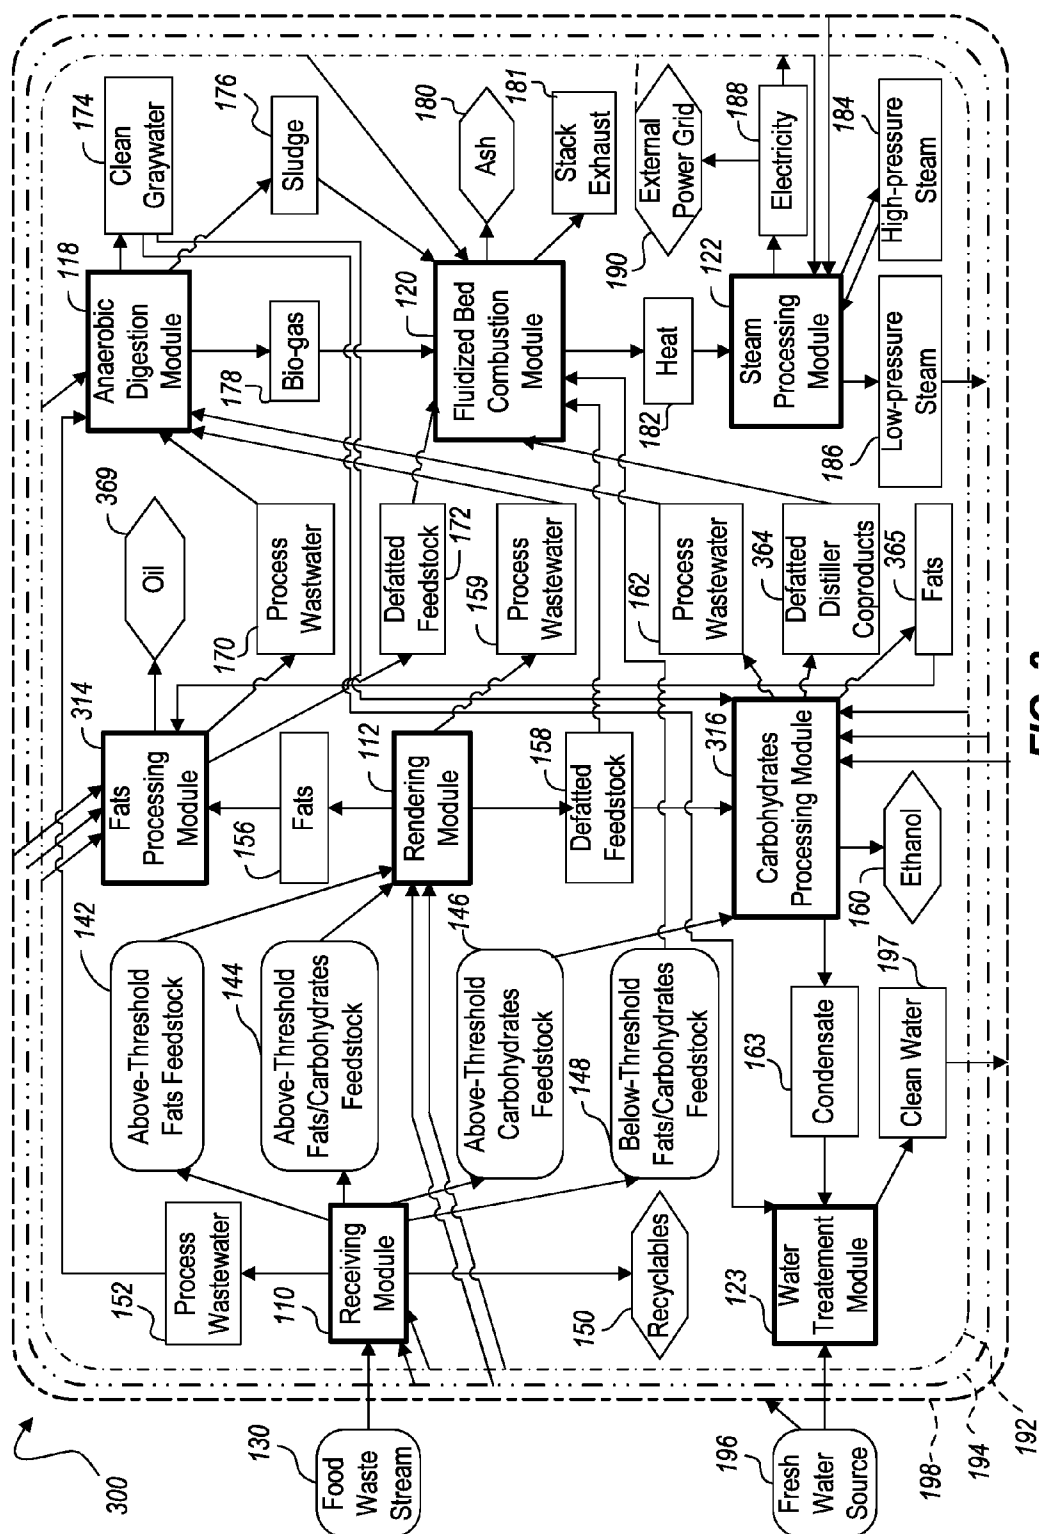 300
130
Food
Waste
Stream
196
Fresh
Water
Source
198
194
192
152
Process
Wastewater
110
Receiving
Module
150
Recyclables
123
Water
Treatement
Module
142
Above-Threshold
Fats Feedstock
144
Above-Threshold
Fats/Carbohydrates
Feedstock
146
Above-Threshold
Carbohydrates
Feedstock
148
Below-Threshold
Fats/Carbohydrates
Feedstock
163
Condensate
197
Clean Water
314
Fats
Processing
Module
156
Fats
112
Rendering
Module
158
Defatted
Feedstock
316
Carbohydrates
Processing Module
160
Ethanol
369
Oil
170
Process
Wastwater
Defatted
Feedstock
172
159
Process
Wastewater
162
Process
Wastewater
364
Defatted
Distiller
Coproducts
365
Fats
118
Anaerobic
Digestion
Module
178
Bio-gas
120
Fluidized Bed
Combustion
Module
182
Heat
122
Steam
Processing
Module
186
Low-pressure
Steam
174
Clean
Graywater
176
Sludge
180
Ash
181
Stack
Exhaust
190
External
Power Grid
188
Electricity
184
High-pressure
Steam
FIG.